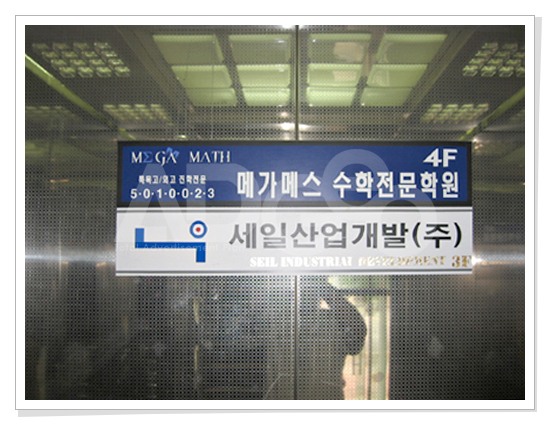 MEGA MATH
특목고/외고 진학전문
5·0·1·0·0·2·3
4F
메가메스 수학전문학원
세일산업개발(주)
SEIL INDUSTRIAL DEVELOPMENT 3F